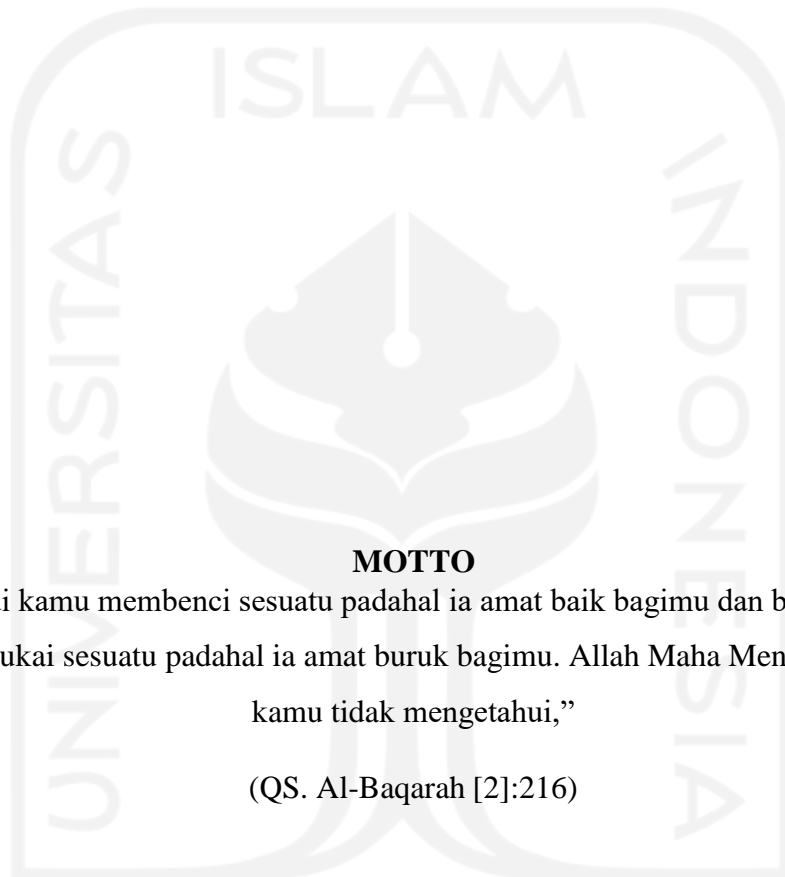 ISLAM
UNIVERSITAS
INDONESIA
MOTTO
kamu membenci sesuatu padahal ia amat baik bagimu dan
sesuatu padahal ia amat buruk bagimu. Allah Maha
kamu tidak mengetahui,”
(QS. Al-Baqarah [2]:216)